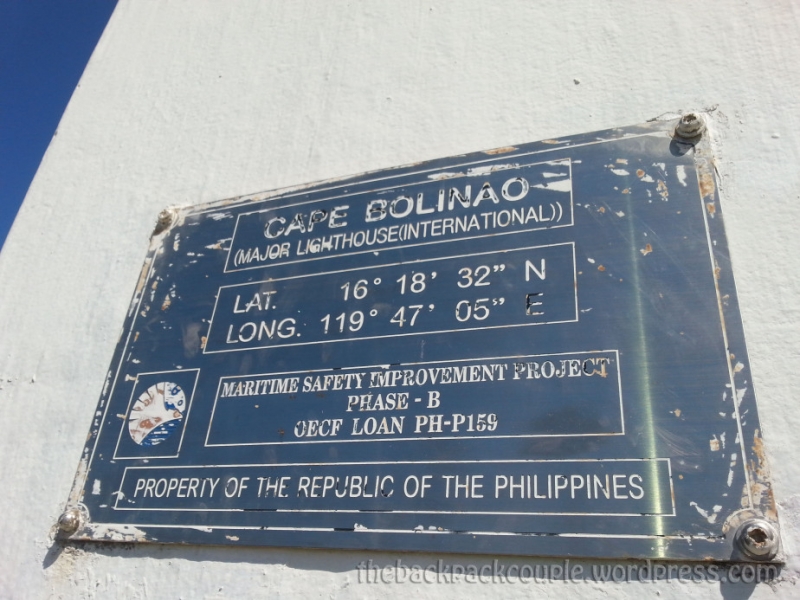 CAPE BOLINAO
(MAJOR LIGHTHOUSE(INTERNATIONAL))
LAT. 16° 18' 32" N
LONG. 119° 47' 05" E
MARITIME SAFETY IMPROVEMENT PROJECT
PHASE - B
OECF LOAN PH-P159
PROPERTY OF THE REPUBLIC OF THE PHILIPPINES
thebackpackcouple.wordpress.com